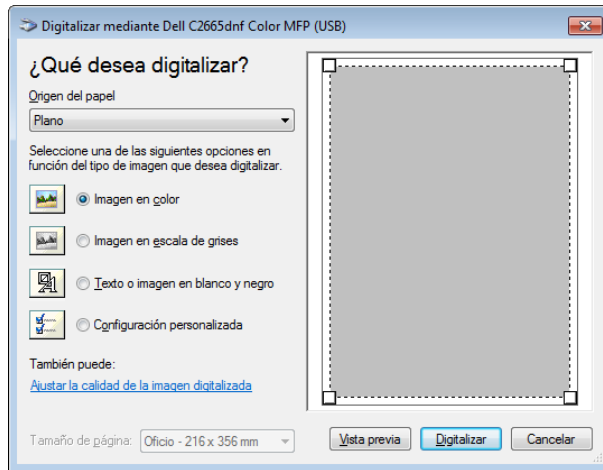 Digitalizar mediante Dell C2665dnf Color MFP (USB)
¿Qué desea digitalizar?
Origen del papel
Plano
Seleccione una de las siguientes opciones en
función del tipo de imagen que desea digitalizar.
Imagen en color
Imagen en escala de grises
Texto o imagen en blanco y negro
Configuración personalizada
También puede:
Ajustar la calidad de la imagen digitalizada
Tamaño de página: Oficio - 216 x 356 mm
Vista previa
Digitalizar
Cancelar